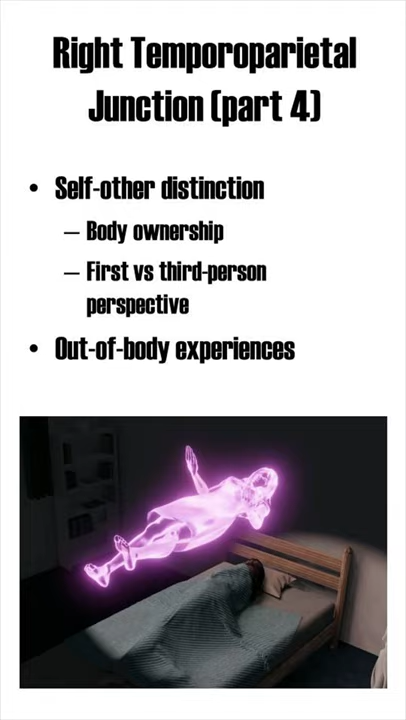 Right Temporoparietal
Junction (part 4)
• Self-other distinction
– Body ownership
– First vs third-person
perspective
• Out-of-body experiences